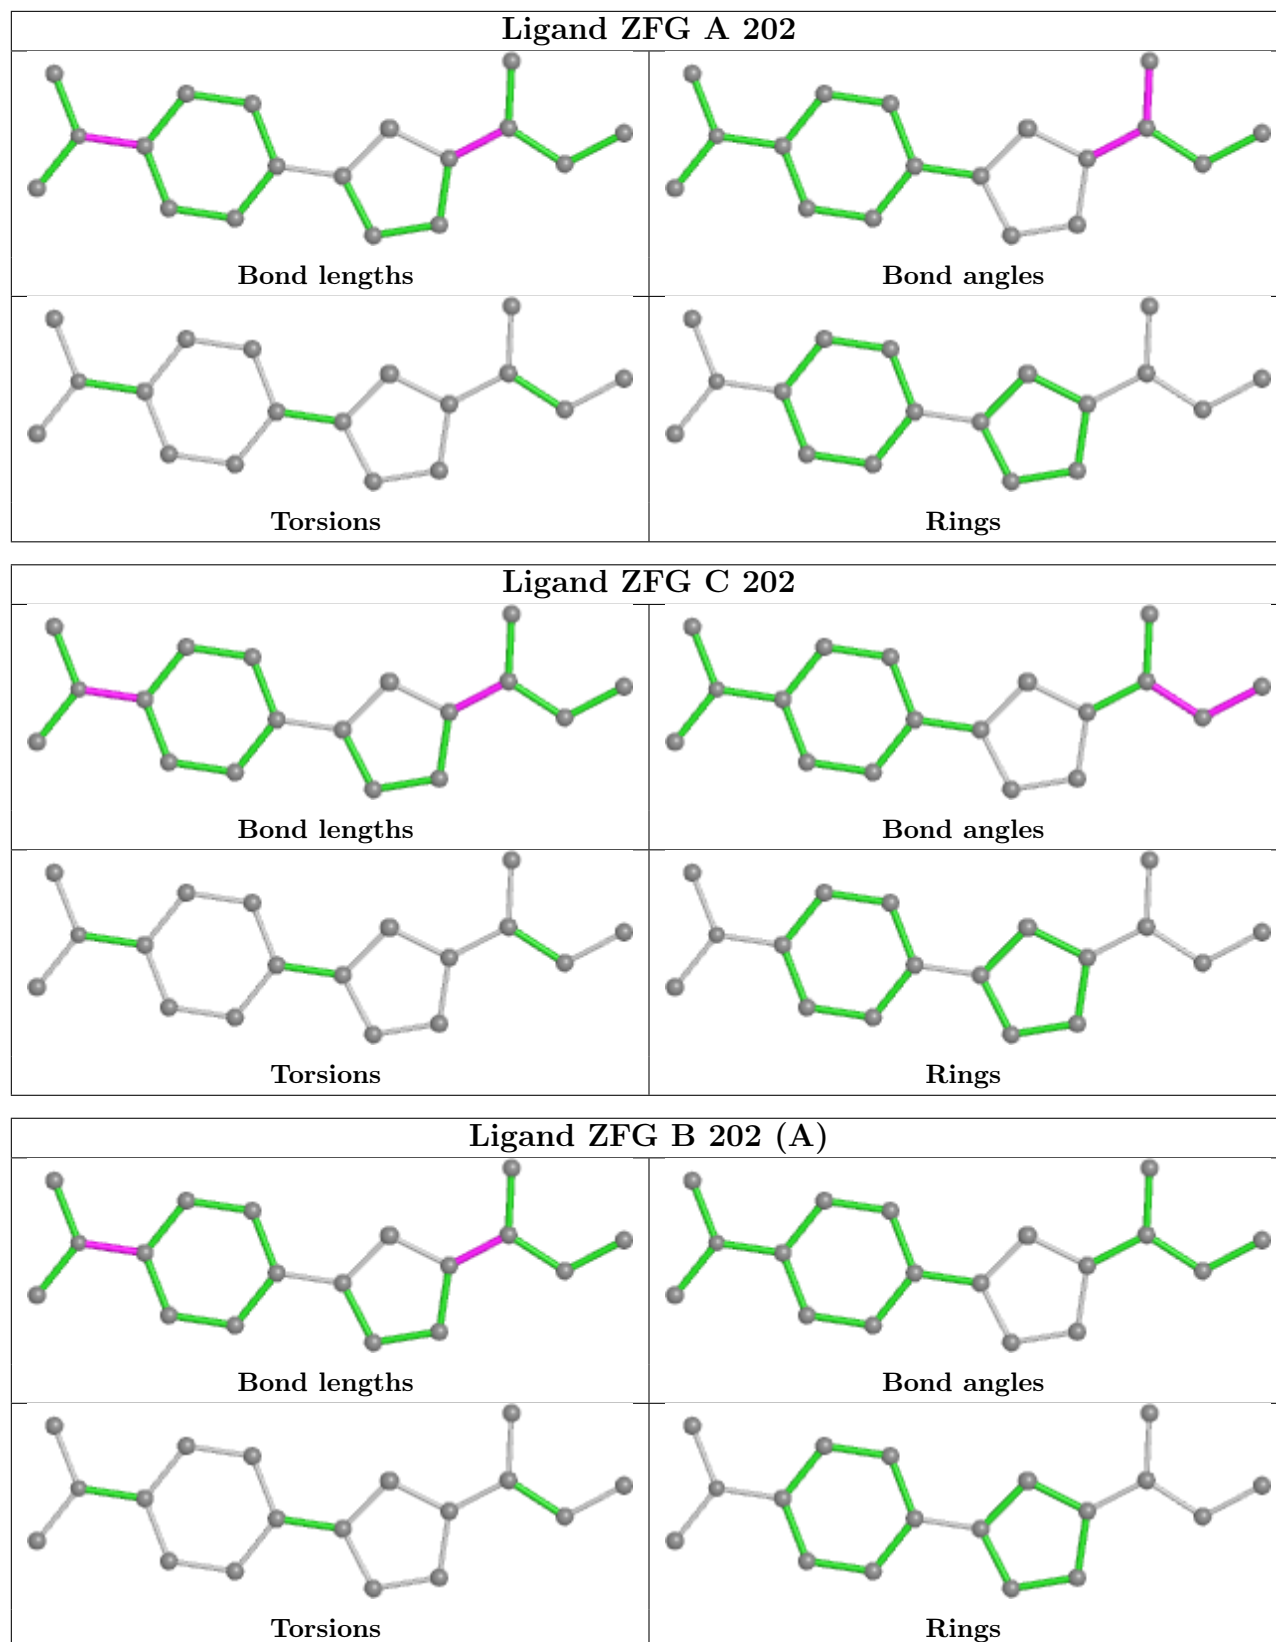 Ligand ZFG A 202
Bond lengths
Bond angles
Torsions
Rings
Ligand ZFG C 202
Bond lengths
Bond angles
Torsions
Rings
Ligand ZFG B 202 (A)
Bond lengths
Bond angles
Torsions
Rings